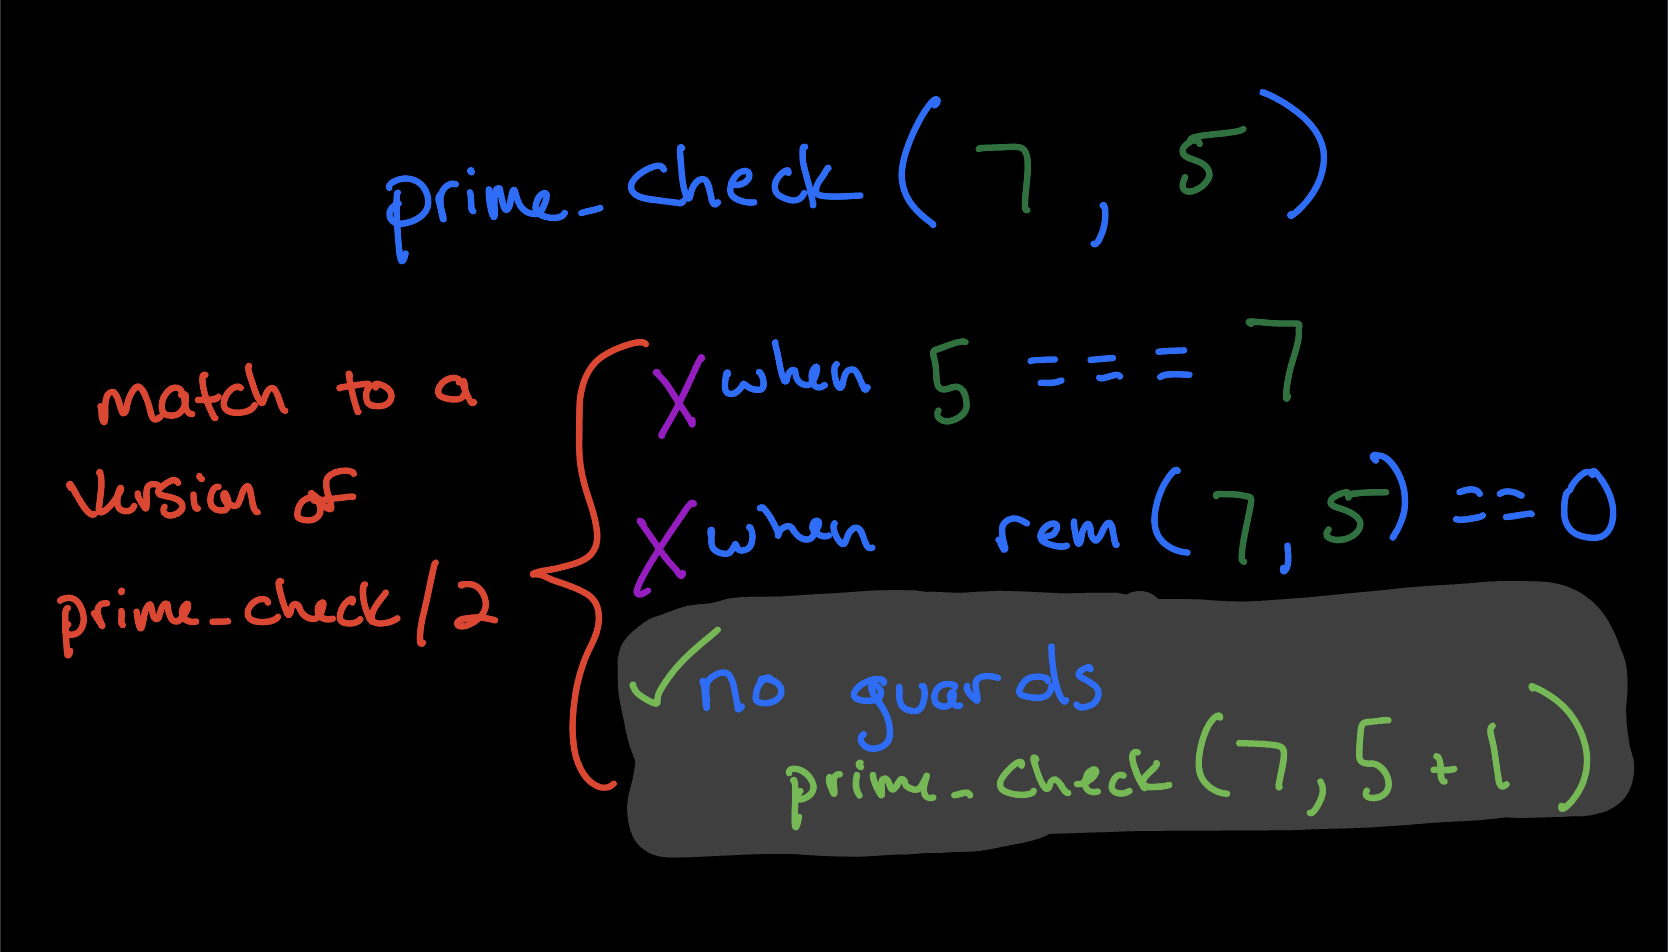 prime_check(7, 5)
match to a
version of
prime_check/2
X when 5 === 7
X when rem(7, 5) == 0
✓ no guards
prime_check(7, 5+1)